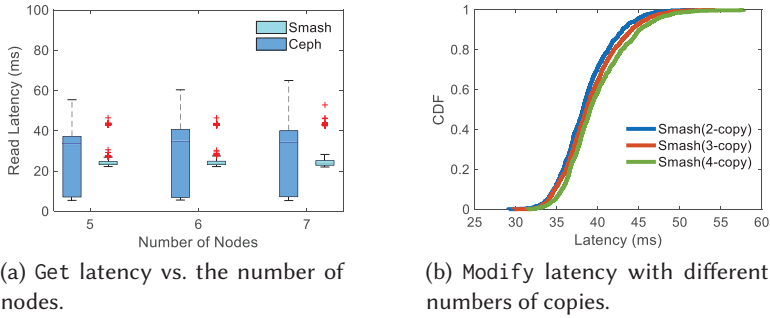 100
80
60
40
20
0
Read Latency (ms)
Smash
Ceph
5 6 7
Number of Nodes
(a) Get latency vs. the number of
nodes.
1
0.8
0.6
0.4
0.2
0
CDF
Smash(2-copy)
Smash(3-copy)
Smash(4-copy)
25 30 35 40 45 50 55 60
Latency (ms)
(b) Modify latency with different
numbers of copies.